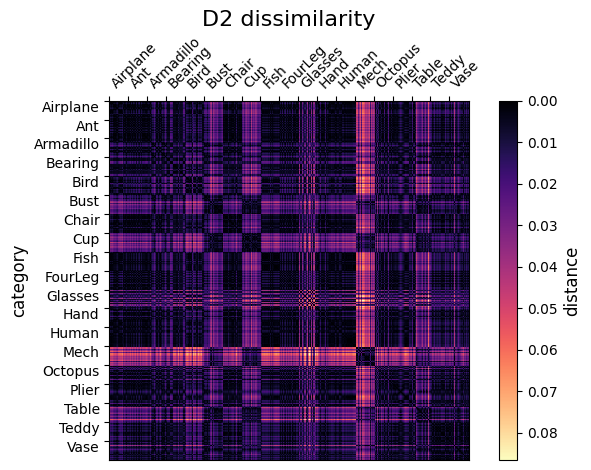 D2 dissimilarity
Airplane
Ant
Armadillo
Bearing
Bird
Bust
Chair
Cup
Fish
FourLeg
Glasses
Hand
Human
Mech
Octopus
Plier
Table
Teddy
Vase
Airplane
Ant
Armadillo
Bearing
Bird
Bust
Chair
Cup
Fish
FourLeg
Glasses
Hand
Human
Mech
Octopus
Plier
Table
Teddy
Vase
category
0.00
0.01
0.02
0.03
0.04
0.05
0.06
0.07
0.08
distance